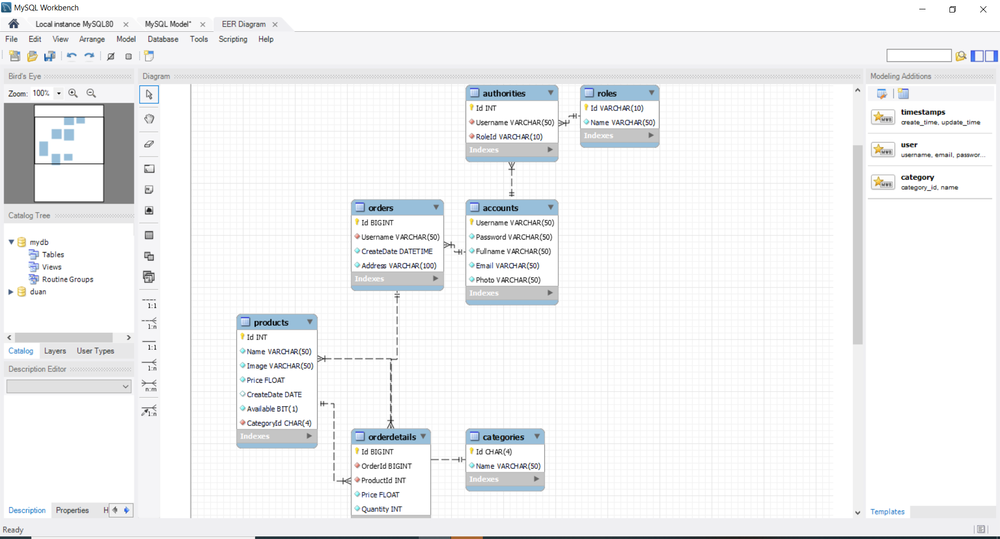 MySQL Workbench
Local instance MySQL80
MySQL Model*
EER Diagram
File Edit View Arrange Model Database Tools Scripting Help
Bird's Eye
Zoom: 100%
Catalog Tree
mydb
Tables
Views
Routine Groups
duan
Catalog Layers User Types
Description Editor
Description Properties H
Diagram
1:1
1:n
1:1
1:n
n:m
1:n
authorities
Id INT
Username VARCHAR(50)
RoleId VARCHAR(10)
Indexes
roles
Id VARCHAR(10)
Name VARCHAR(50)
Indexes
orders
Id BIGINT
Username VARCHAR(50)
CreateDate DATETIME
Address VARCHAR(100)
Indexes
accounts
Username VARCHAR(50)
Password VARCHAR(50)
Fullname VARCHAR(50)
Email VARCHAR(50)
Photo VARCHAR(50)
Indexes
products
Id INT
Name VARCHAR(50)
Image VARCHAR(50)
Price FLOAT
CreateDate DATE
Available BIT(1)
CategoryId CHAR(4)
Indexes
orderdetails
Id BIGINT
OrderId BIGINT
ProductId INT
Price FLOAT
Quantity INT
categories
Id CHAR(4)
Name VARCHAR(50)
Indexes
Modeling Additions
MWB
timestamps
create_time, update_time
MWB
user
username, email, passwor...
MWB
category
category_id, name
Templates
Ready